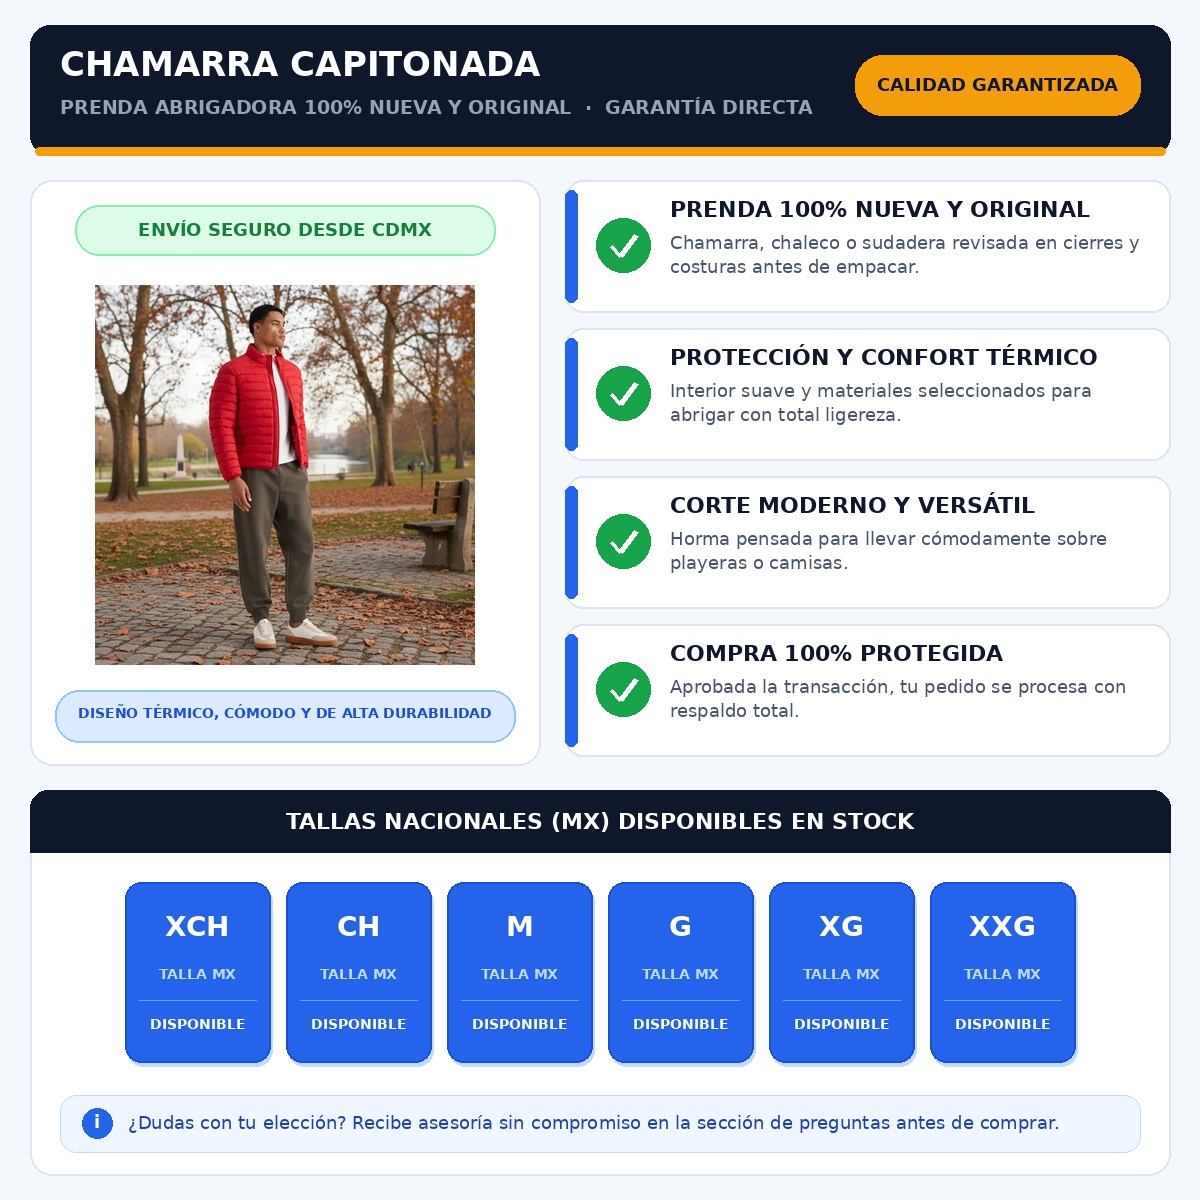 CHAMARRA CAPITONADA
PRENDA ABRIGADORA 100% NUEVA Y ORIGINAL · GARANTÍA DIRECTA
CALIDAD GARANTIZADA
ENVÍO SEGURO DESDE CDMX
DISEÑO TÉRMICO, CÓMODO Y DE ALTA DURABILIDAD
PRENDA 100% NUEVA Y ORIGINAL
Chamarra, chaleco o sudadera revisada en cierres y
costuras antes de empacar.
PROTECCIÓN Y CONFORT TÉRMICO
Interior suave y materiales seleccionados para
abrigar con total ligereza.
CORTE MODERNO Y VERSÁTIL
Horma pensada para llevar cómodamente sobre
playeras o camisas.
COMPRA 100% PROTEGIDA
Aprobada la transacción, tu pedido se procesa con
respaldo total.
TALLAS NACIONALES (MX) DISPONIBLES EN STOCK
XCH
TALLA MX
DISPONIBLE
CH
TALLA MX
DISPONIBLE
M
TALLA MX
DISPONIBLE
G
TALLA MX
DISPONIBLE
XG
TALLA MX
DISPONIBLE
XXG
TALLA MX
DISPONIBLE
i ¿Dudas con tu elección? Recibe asesoría sin compromiso en la sección de preguntas antes de comprar.